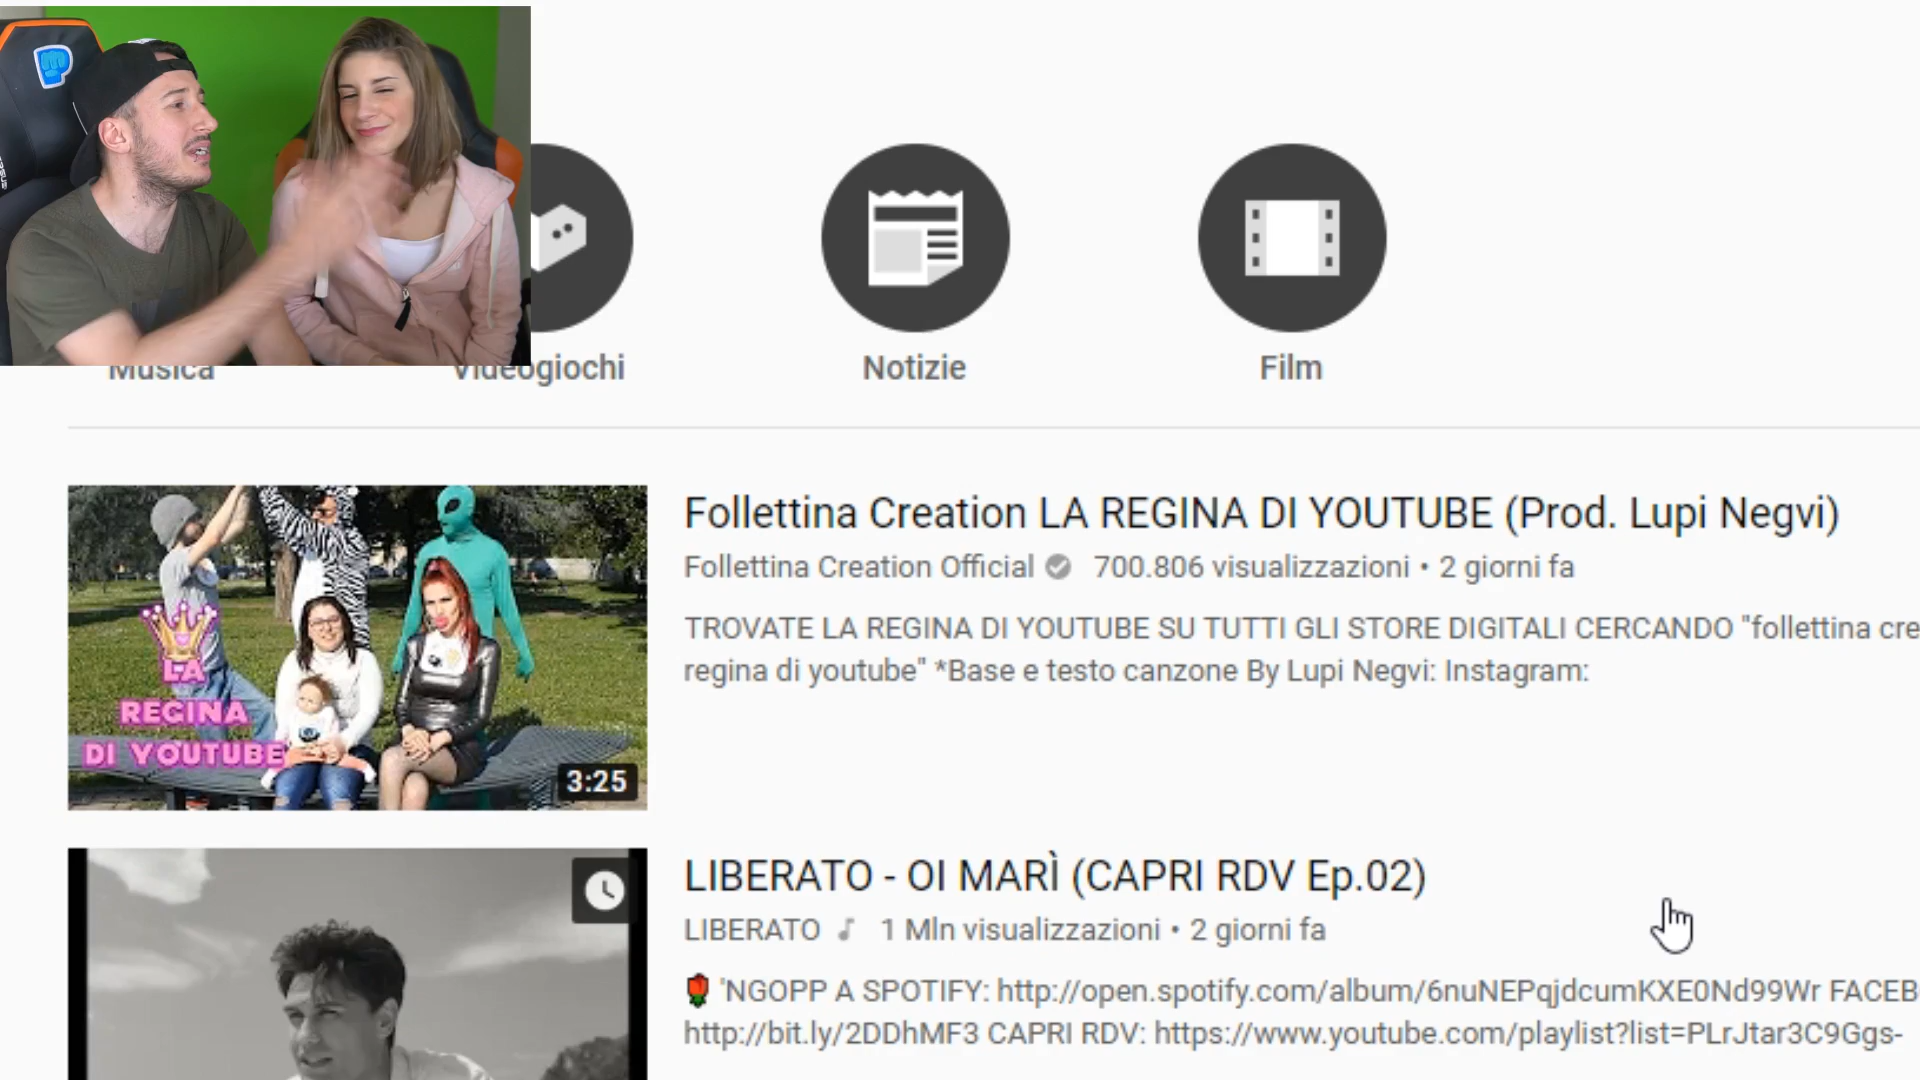 Musica
Videogiochi
Notizie
Film
LA
REGINA
DI YOUTUBE
3:25
Follettina Creation LA REGINA DI YOUTUBE (Prod. Lupi Negvi)
Follettina Creation Official 700.806 visualizzazioni • 2 giorni fa
TROVATE LA REGINA DI YOUTUBE SU TUTTI GLI STORE DIGITALI CERCANDO "follettina cre
regina di youtube" *Base e testo canzone By Lupi Negvi: Instagram:
LIBERATO - OI MARÌ (CAPRI RDV Ep.02)
LIBERATO 1 Mln visualizzazioni • 2 giorni fa
'NGOPP A SPOTIFY: http://open.spotify.com/album/6nuNEPqjdcumKXE0Nd99Wr FACEB
http://bit.ly/2DDhMF3 CAPRI RDV: https://www.youtube.com/playlist?list=PLrJtar3C9Ggs-